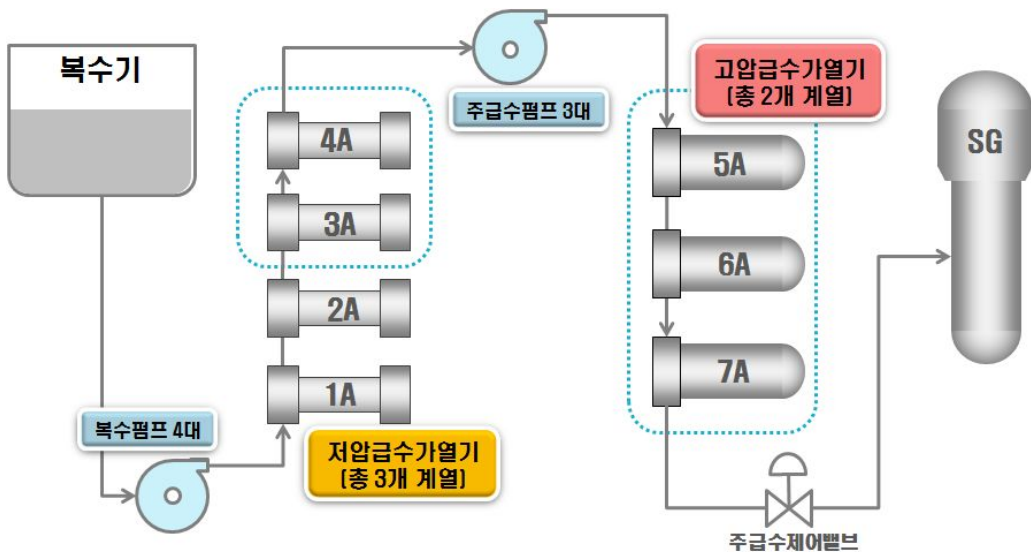 복수기
4A
3A
2A
1A
복수펌프 4대
저압급수가열기
(총 3개 계열)
주급수펌프 3대
고압급수가열기
(총 2개 계열)
5A
6A
7A
주급수제어밸브
SG